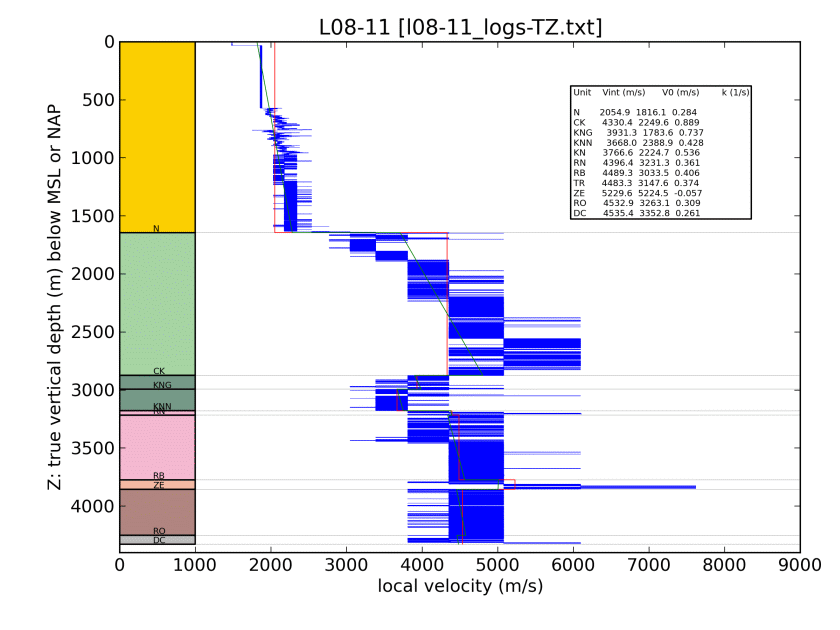 L08-11 [l08-11_logs-TZ.txt]
Z: true vertical depth (m) below MSL or NAP
0
500
1000
1500
2000
2500
3000
3500
4000
N
CK
KNG
KNN
RN
RB
ZE
RO
DC
Unit Vint (m/s) V0 (m/s) k (1/s)
N 2054.9 1816.1 0.284
CK 4330.4 2249.6 0.889
KNG 3931.3 1783.6 0.737
KNN 3668.0 2388.9 0.428
KN 3766.6 2224.7 0.536
RN 4396.4 3231.3 0.361
RB 4489.3 3033.5 0.406
TR 4483.3 3147.6 0.374
ZE 5229.6 5224.5 -0.057
RO 4532.9 3263.1 0.309
DC 4535.4 3352.8 0.261
0 1000 2000 3000 4000 5000 6000 7000 8000 9000
local velocity (m/s)